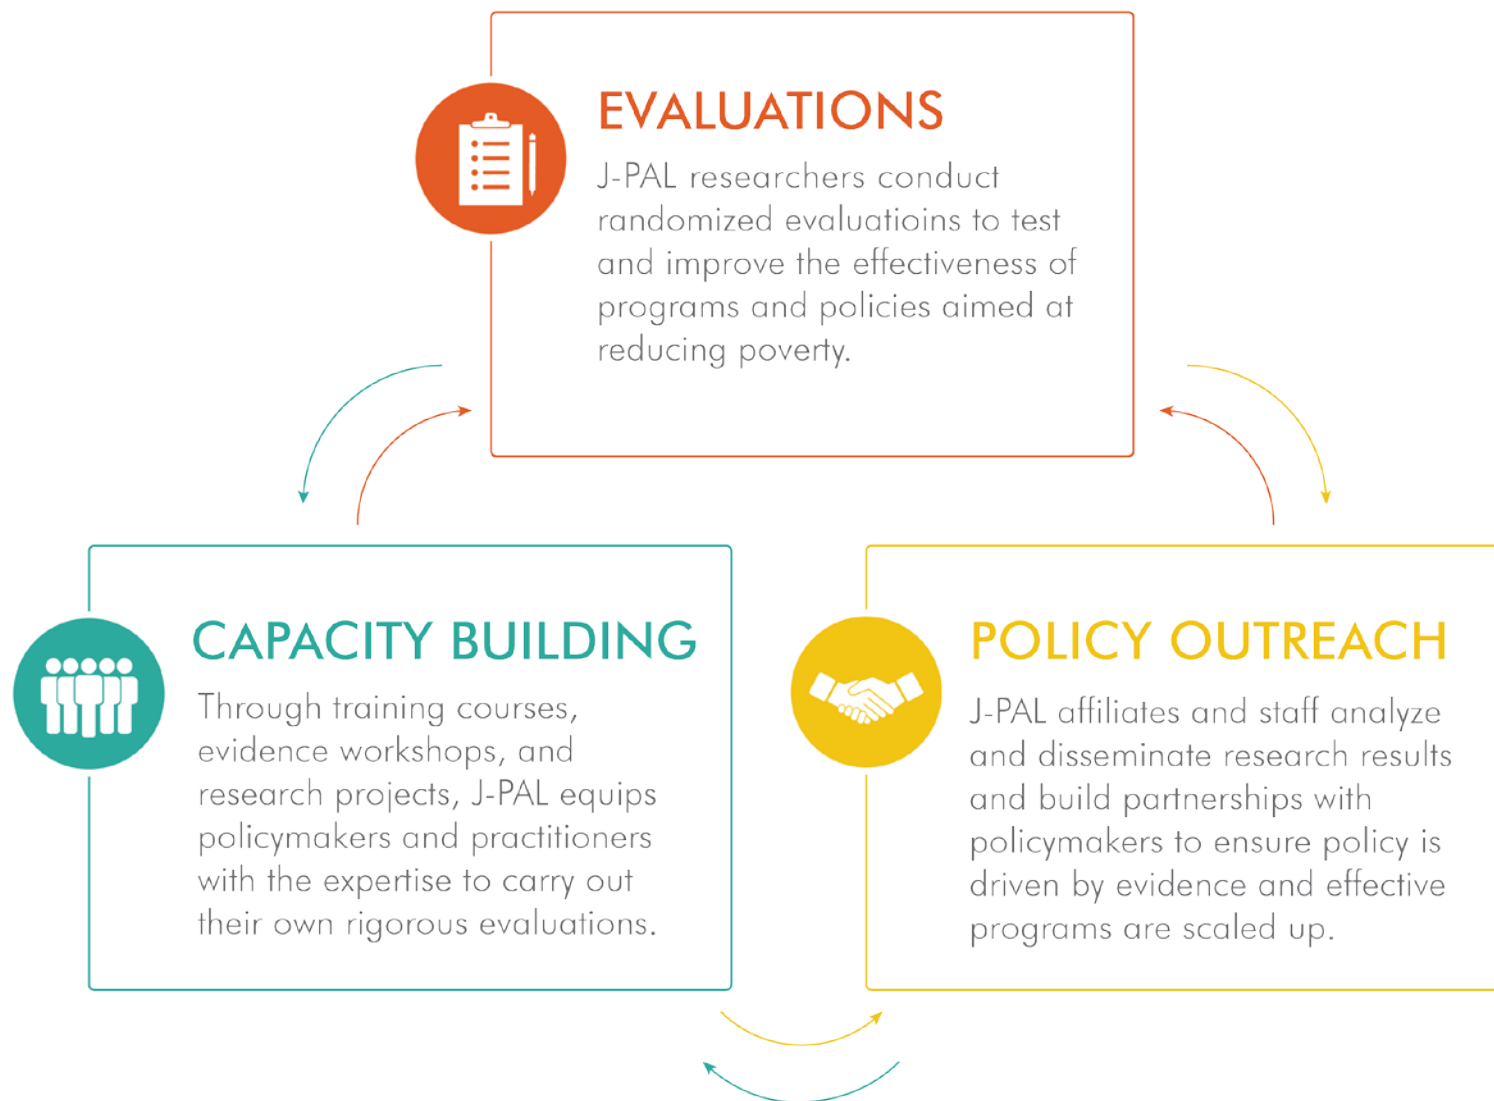 EVALUATIONS
J-PAL researchers conduct
randomized evaluatioins to test
and improve the effectiveness of
programs and policies aimed at
reducing poverty.
CAPACITY BUILDING
Through training courses,
evidence workshops, and
research projects, J-PAL equips
policymakers and practitioners
with the expertise to carry out
their own rigorous evaluations.
POLICY OUTREACH
J-PAL affiliates and staff analyze
and disseminate research results
and build partnerships with
policymakers to ensure policy is
driven by evidence and effective
programs are scaled up.